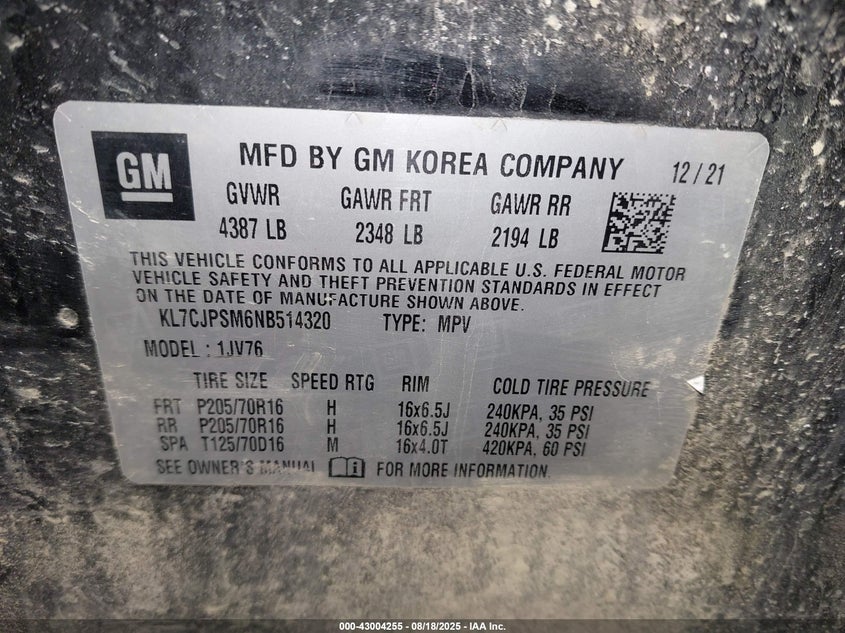 GM
MFD BY GM KOREA COMPANY 12/21
GVWR GAWR FRT GAWR RR
4387 LB 2348 LB 2194 LB
THIS VEHICLE CONFORMS TO ALL APPLICABLE U.S. FEDERAL MOTOR
VEHICLE SAFETY AND THEFT PREVENTION STANDARDS IN EFFECT
ON THE DATE OF MANUFACTURE SHOWN ABOVE.
KL7CJPSM6NB514320 TYPE: MPV
MODEL : 1JV76
TIRE SIZE SPEED RTG RIM COLD TIRE PRESSURE
FRT P205/70R16 H 16x6.5J 240KPA, 35 PSI
RR P205/70R16 H 16x6.5J 240KPA, 35 PSI
SPA T125/70D16 M 16x4.0T 420KPA, 60 PSI
SEE OWNER'S MANUAL i FOR MORE INFORMATION.
000-43004255 - 08/18/2025 - IAA Inc.